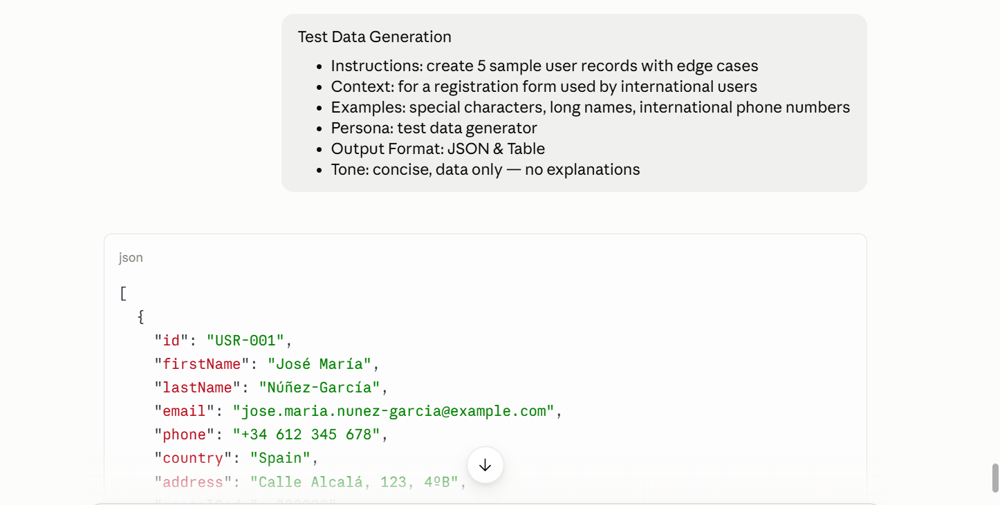 Test Data Generation
• Instructions: create 5 sample user records with edge cases
• Context: for a registration form used by international users
• Examples: special characters, long names, international phone numbers
• Persona: test data generator
• Output Format: JSON & Table
• Tone: concise, data only — no explanations
json
[
{
"id": "USR-001",
"firstName": "José María",
"lastName": "Núñez-García",
"email": "jose.maria.nunez-garcia@example.com",
"phone": "+34 612 345 678",
"country": "Spain",
"address": "Calle Alcalá, 123, 4ºB",